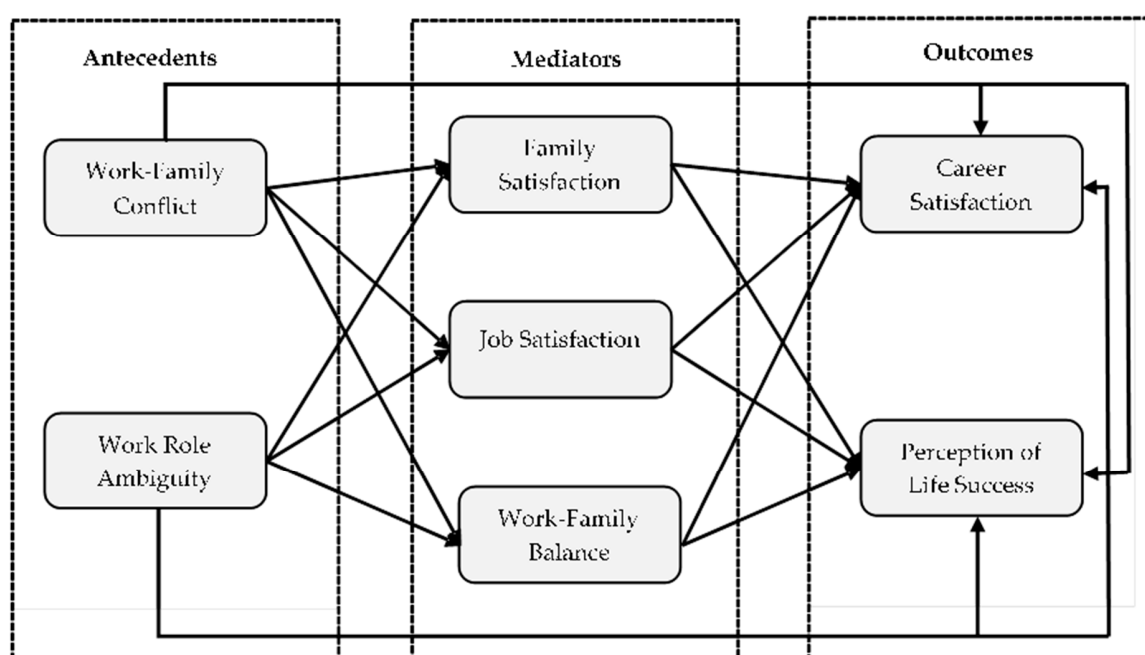 Antecedents
Mediators
Outcomes
Work-Family
Conflict
Family
Satisfaction
Career
Satisfaction
Job Satisfaction
Work Role
Ambiguity
Perception of
Life Success
Work-Family
Balance